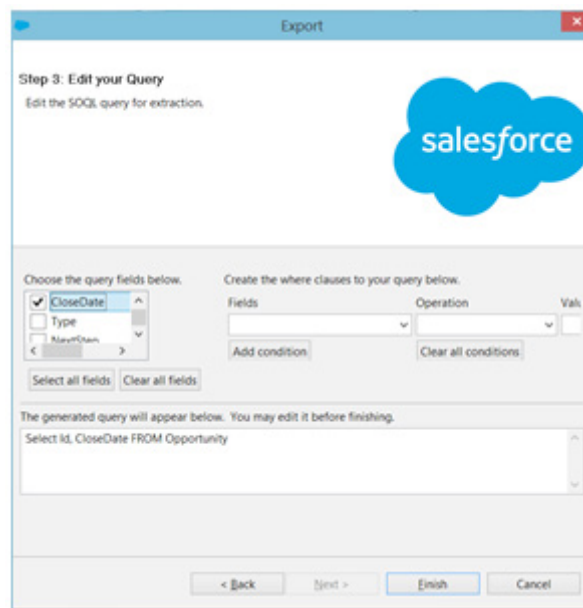 Export
Step 3: Edit your Query
Edit the SOQL query for extraction.
salesforce
Choose the query fields below.
Create the where clauses to your query below.
Fields Operation
CloseDate
Type
Add condition Clear all conditions
Select all fields Clear all fields
The generated query will appear below. You may edit it before finishing.
Select Id, CloseDate FROM Opportunity
< Back Next > Finish Cancel